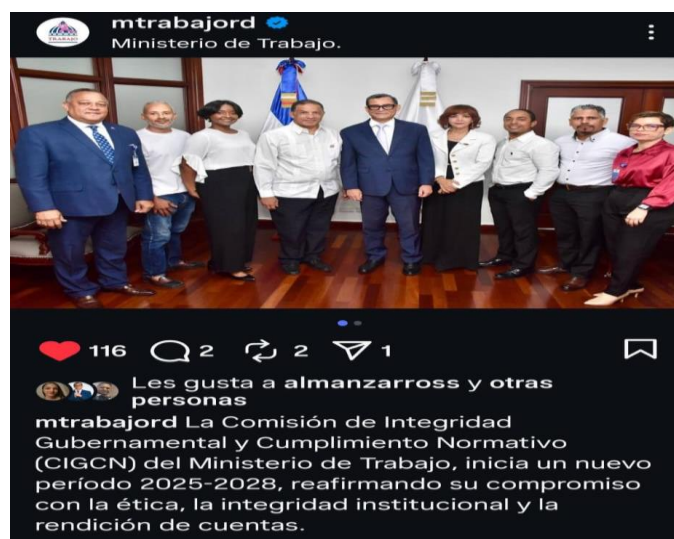 mtrabajord
Ministerio de Trabajo.
TRABAJO
116 2 2 1
Les gusta a almanzarross y otras
personas
mtrabajord La Comisión de Integridad
Gubernamental y Cumplimiento Normativo
(CIGCN) del Ministerio de Trabajo, inicia un nuevo
período 2025-2028, reafirmando su compromiso
con la ética, la integridad institucional y la
rendición de cuentas.